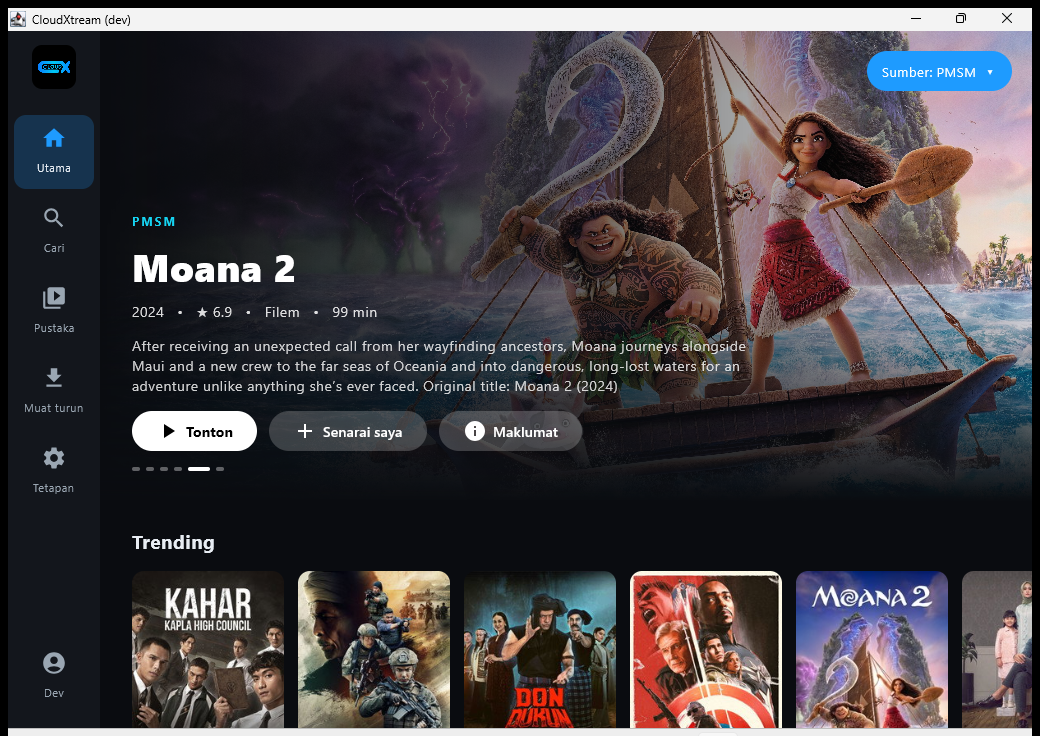 CloudXtream (dev)
CLOUD X
Sumber: PMSM ▾
Utama
Cari
Pustaka
Muat turun
Tetapan
Dev
PMSM
Moana 2
2024 • ★ 6.9 • Filem • 99 min
After receiving an unexpected call from her wayfinding ancestors, Moana journeys alongside
Maui and a new crew to the far seas of Oceania and into dangerous, long-lost waters for an
adventure unlike anything she’s ever faced. Original title: Moana 2 (2024)
Tonton
Senarai saya
Maklumat
Trending
KAHAR
KAPLA HIGH COUNCIL
DON
DUKUN
MOANA 2